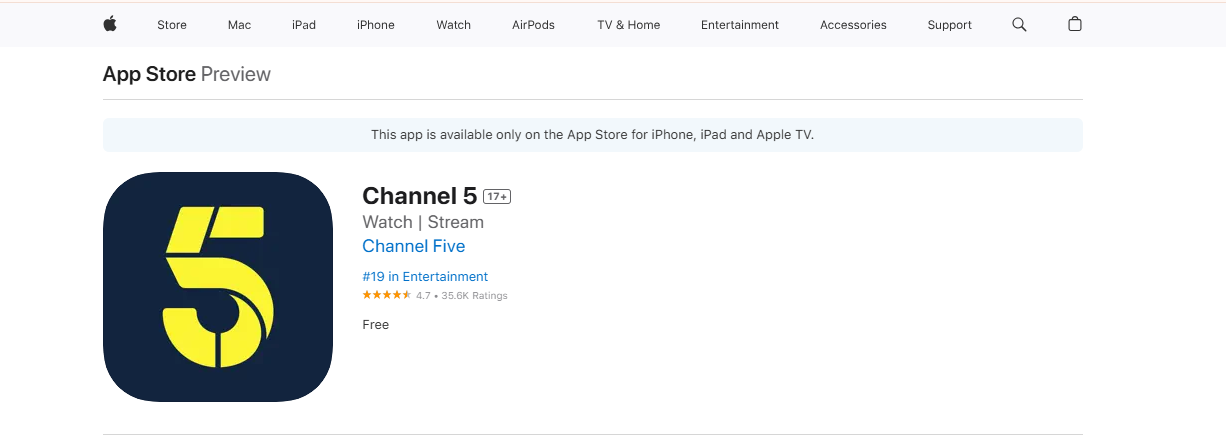 Store Mac iPad iPhone Watch AirPods TV & Home Entertainment Accessories Support
App Store Preview
This app is available only on the App Store for iPhone, iPad and Apple TV.
5
Channel 5 17+
Watch | Stream
Channel Five
#19 in Entertainment
4.7 • 35.6K Ratings
Free